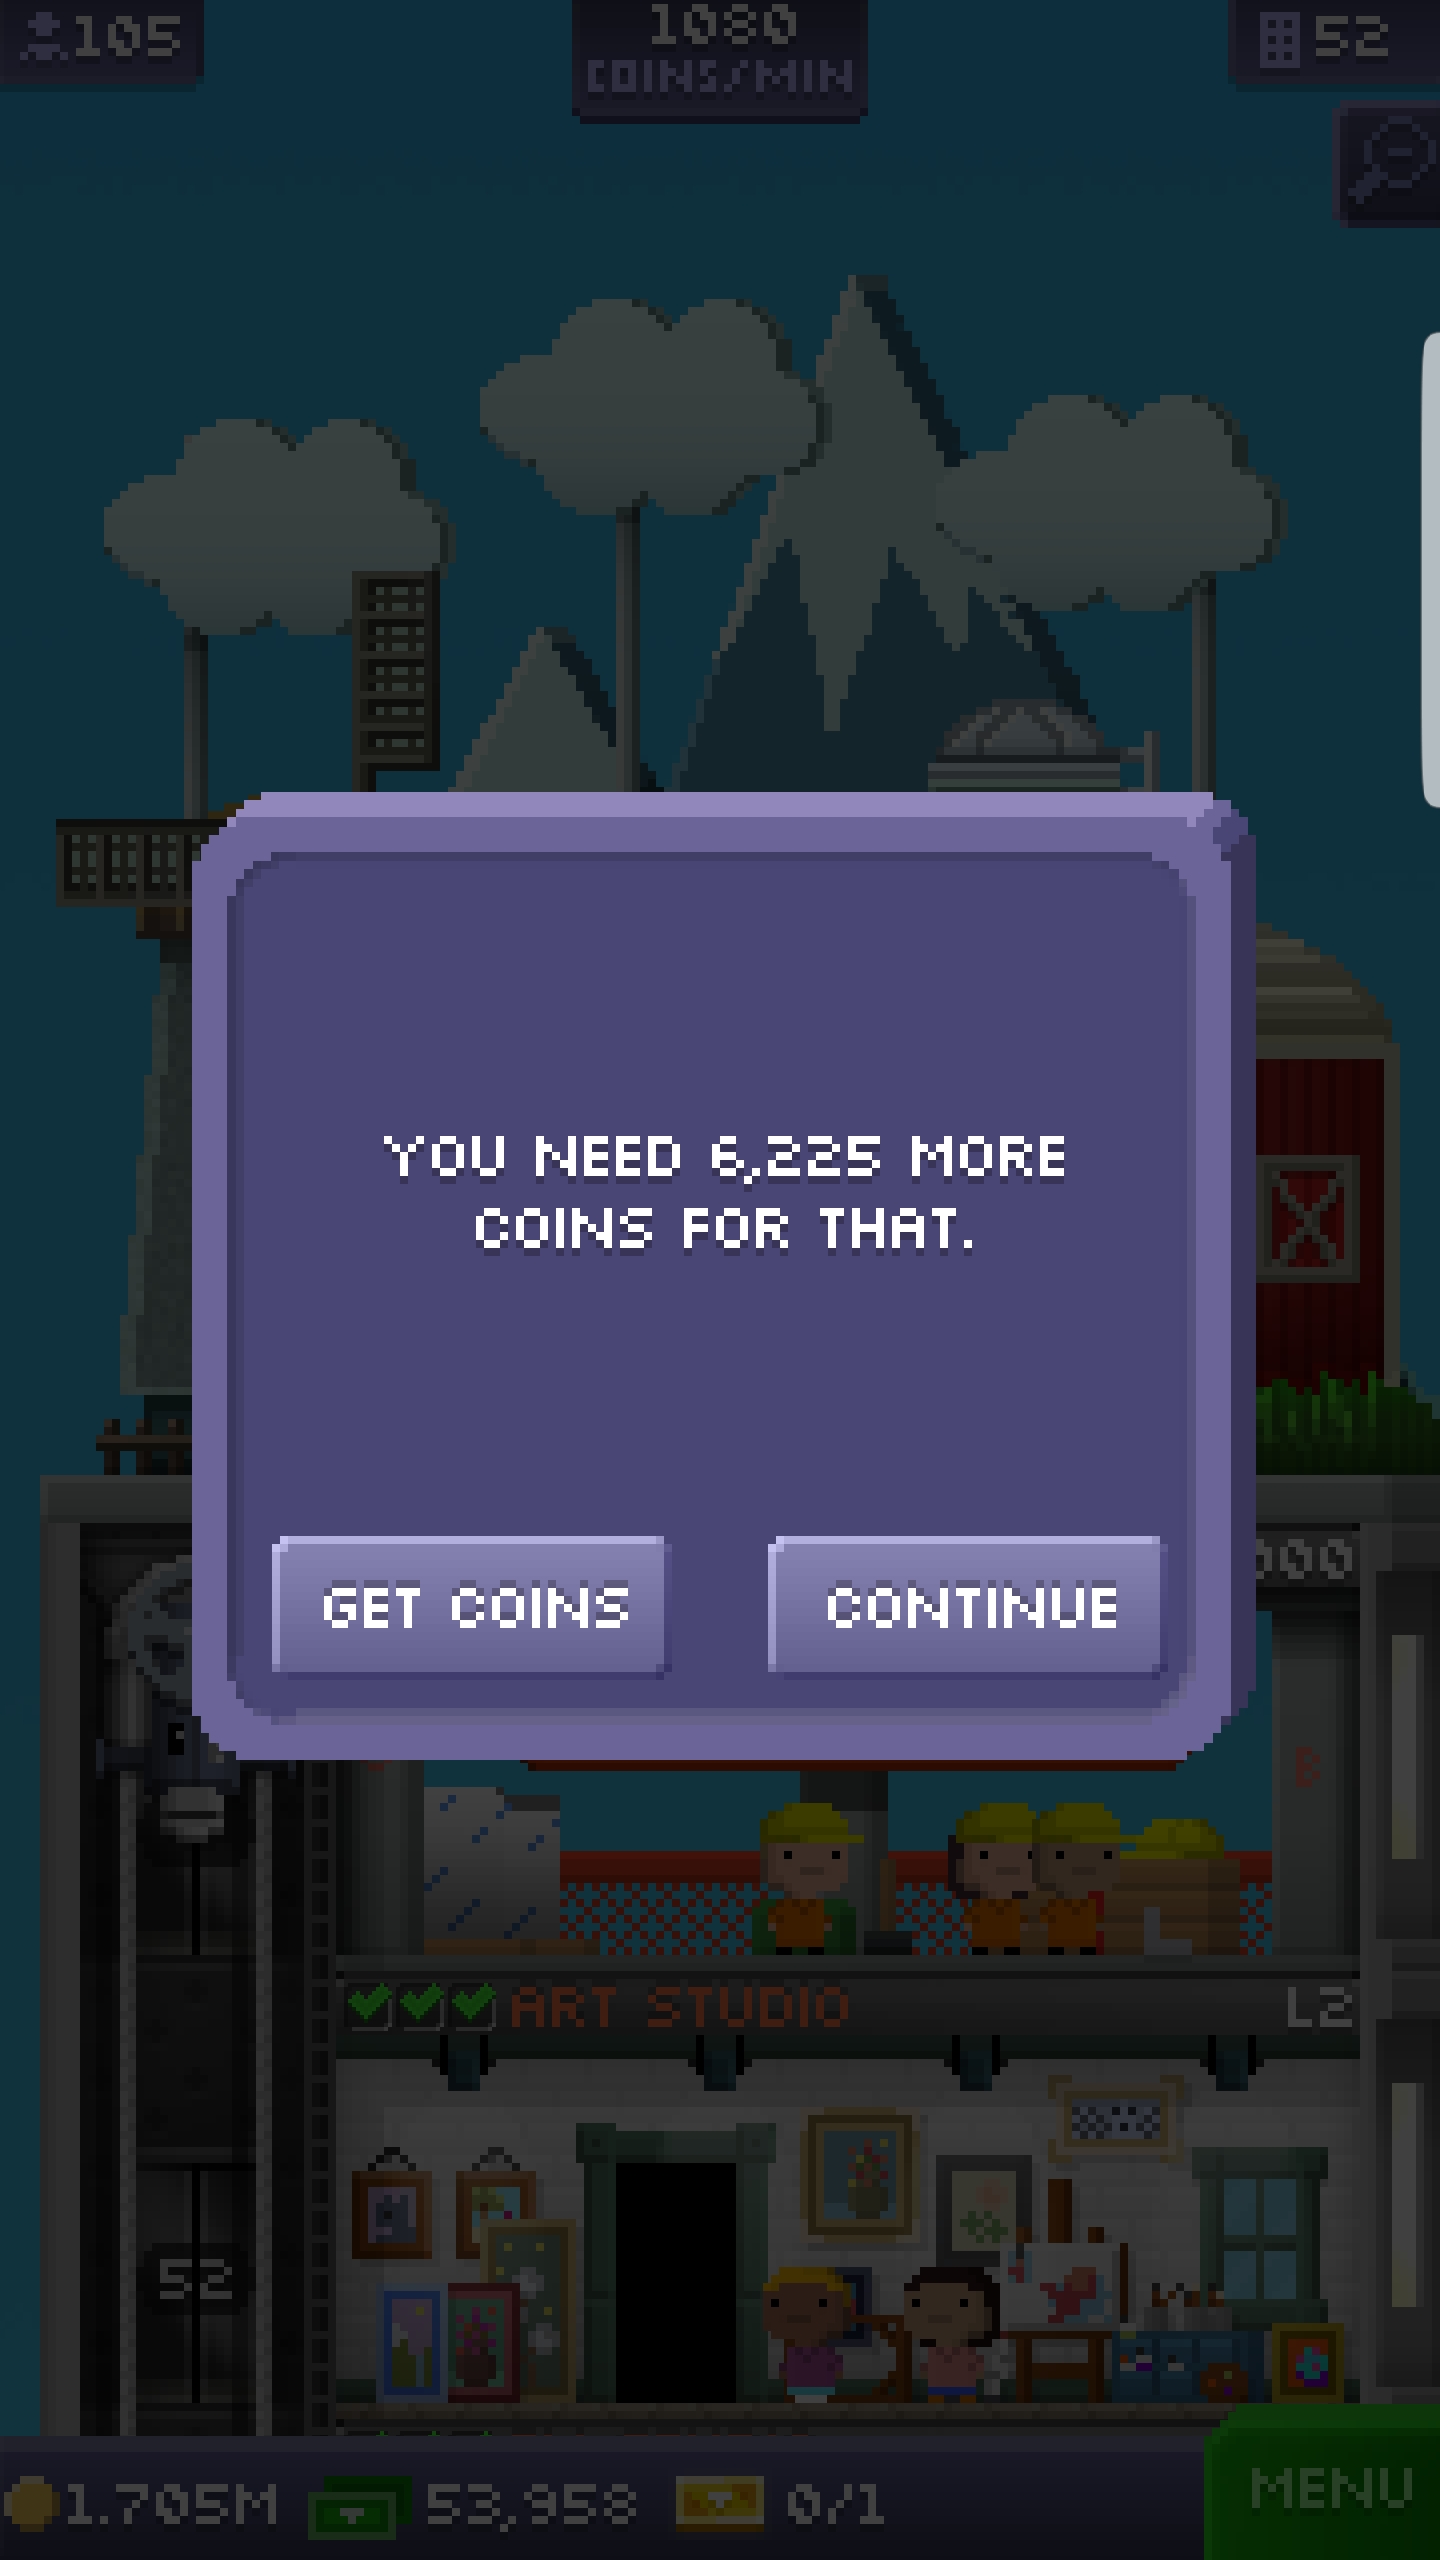 105
1080
COINS/MIN
52
YOU NEED 6,225 MORE
COINS FOR THAT.
GET COINS
CONTINUE
000
B
ART STUDIO
L2
52
1.705M
53,958
0/1
MENU